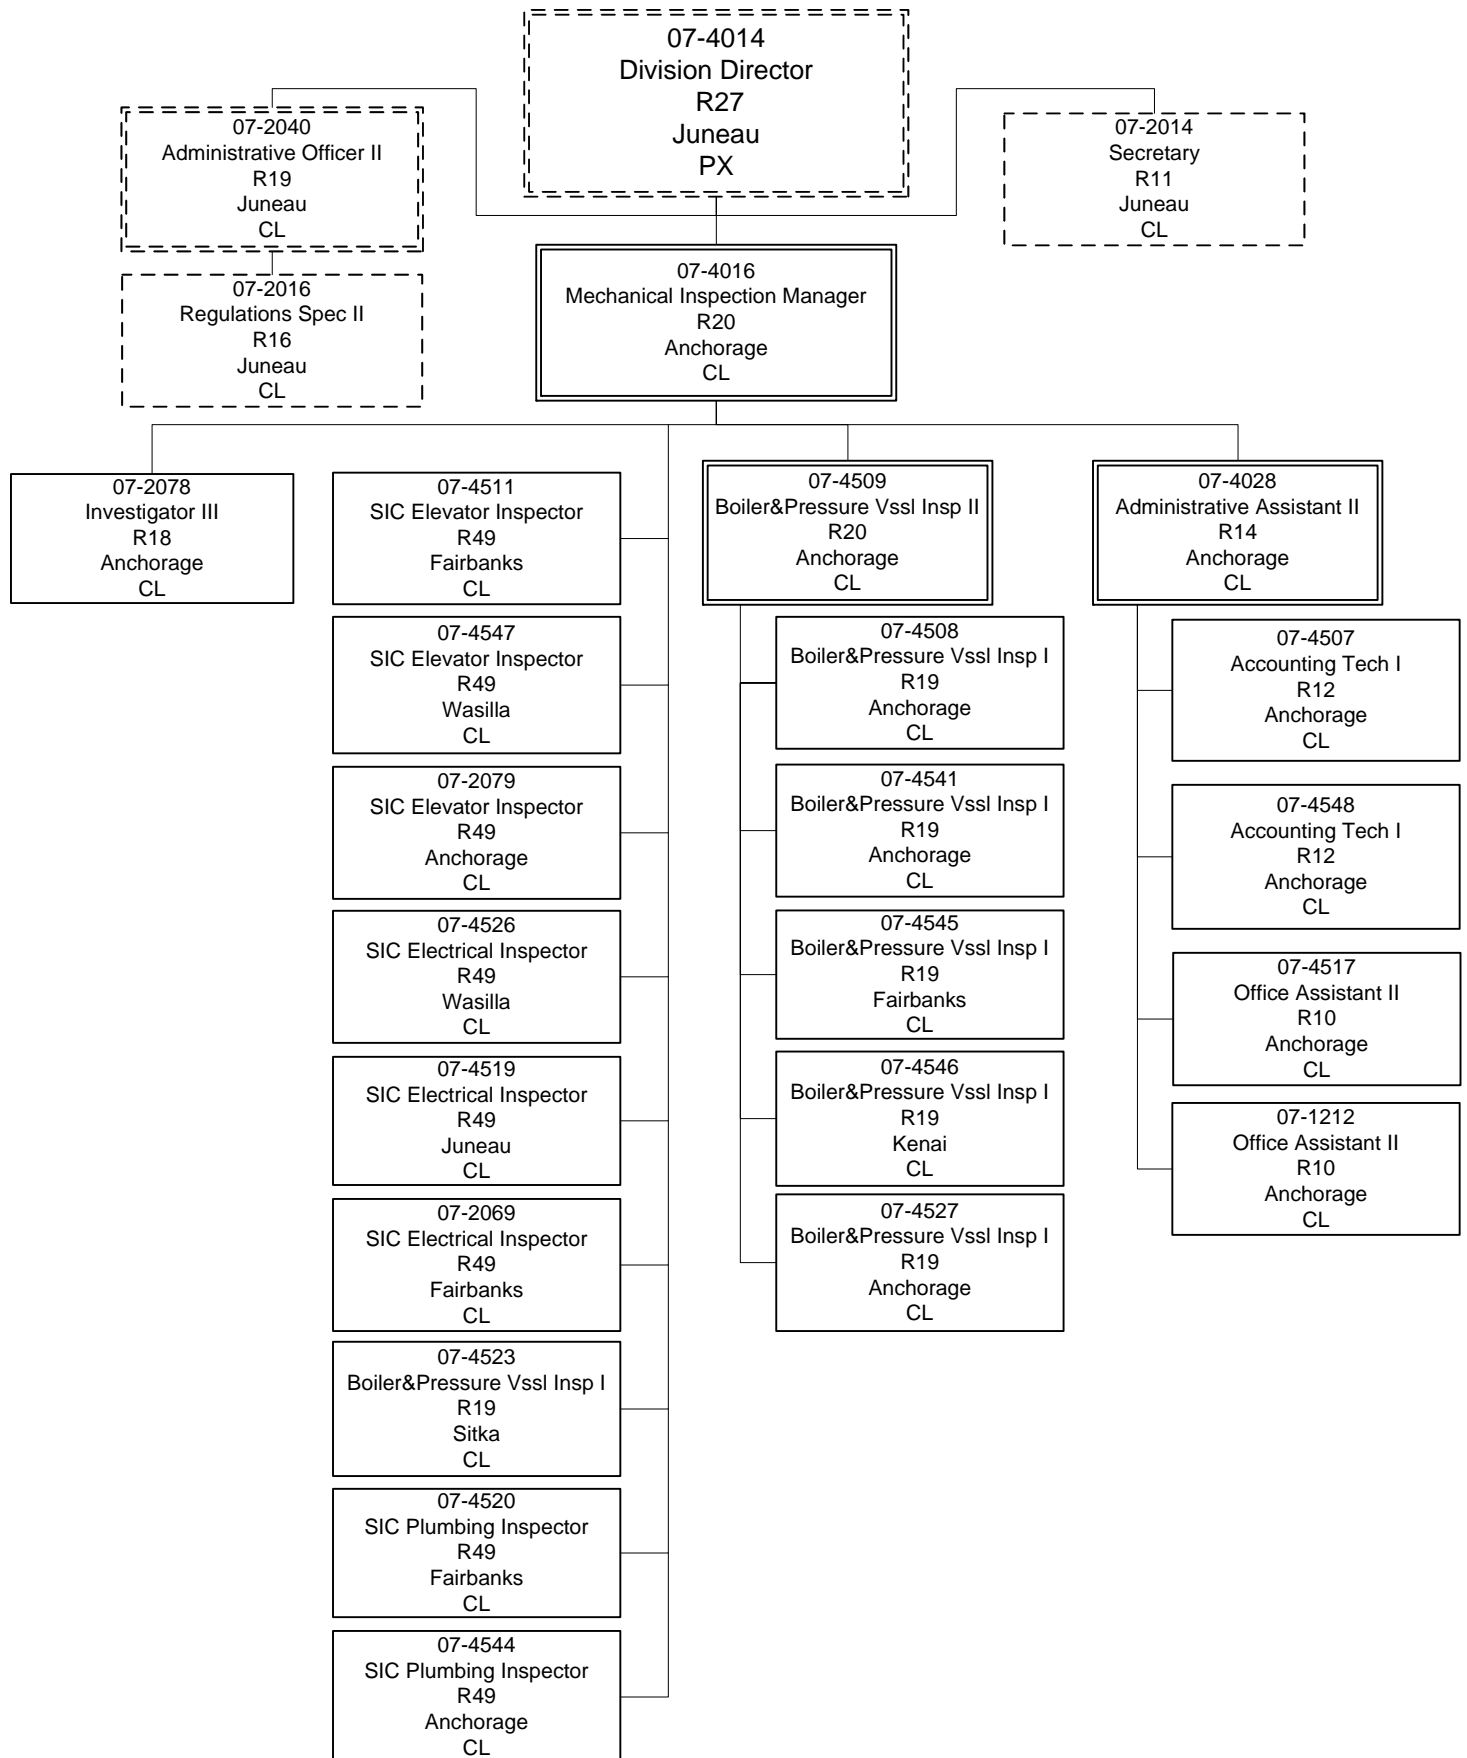 07-4014
Division Director
R27
Juneau
PX
07-2040
Administrative Officer II
R19
Juneau
CL
07-2014
Secretary
R11
Juneau
CL
07-2016
Regulations Spec II
R16
Juneau
CL
07-4016
Mechanical Inspection Manager
R20
Anchorage
CL
07-2078
Investigator III
R18
Anchorage
CL
07-4511
SIC Elevator Inspector
R49
Fairbanks
CL
07-4547
SIC Elevator Inspector
R49
Wasilla
CL
07-2079
SIC Elevator Inspector
R49
Anchorage
CL
07-4526
SIC Electrical Inspector
R49
Wasilla
CL
07-4519
SIC Electrical Inspector
R49
Juneau
CL
07-2069
SIC Electrical Inspector
R49
Fairbanks
CL
07-4523
Boiler&Pressure Vssl Insp I
R19
Sitka
CL
07-4520
SIC Plumbing Inspector
R49
Fairbanks
CL
07-4544
SIC Plumbing Inspector
R49
Anchorage
CL
07-4509
Boiler&Pressure Vssl Insp II
R20
Anchorage
CL
07-4508
Boiler&Pressure Vssl Insp I
R19
Anchorage
CL
07-4541
Boiler&Pressure Vssl Insp I
R19
Anchorage
CL
07-4545
Boiler&Pressure Vssl Insp I
R19
Fairbanks
CL
07-4546
Boiler&Pressure Vssl Insp I
R19
Kenai
CL
07-4527
Boiler&Pressure Vssl Insp I
R19
Anchorage
CL
07-4028
Administrative Assistant II
R14
Anchorage
CL
07-4507
Accounting Tech I
R12
Anchorage
CL
07-4548
Accounting Tech I
R12
Anchorage
CL
07-4517
Office Assistant II
R10
Anchorage
CL
07-1212
Office Assistant II
R10
Anchorage
CL